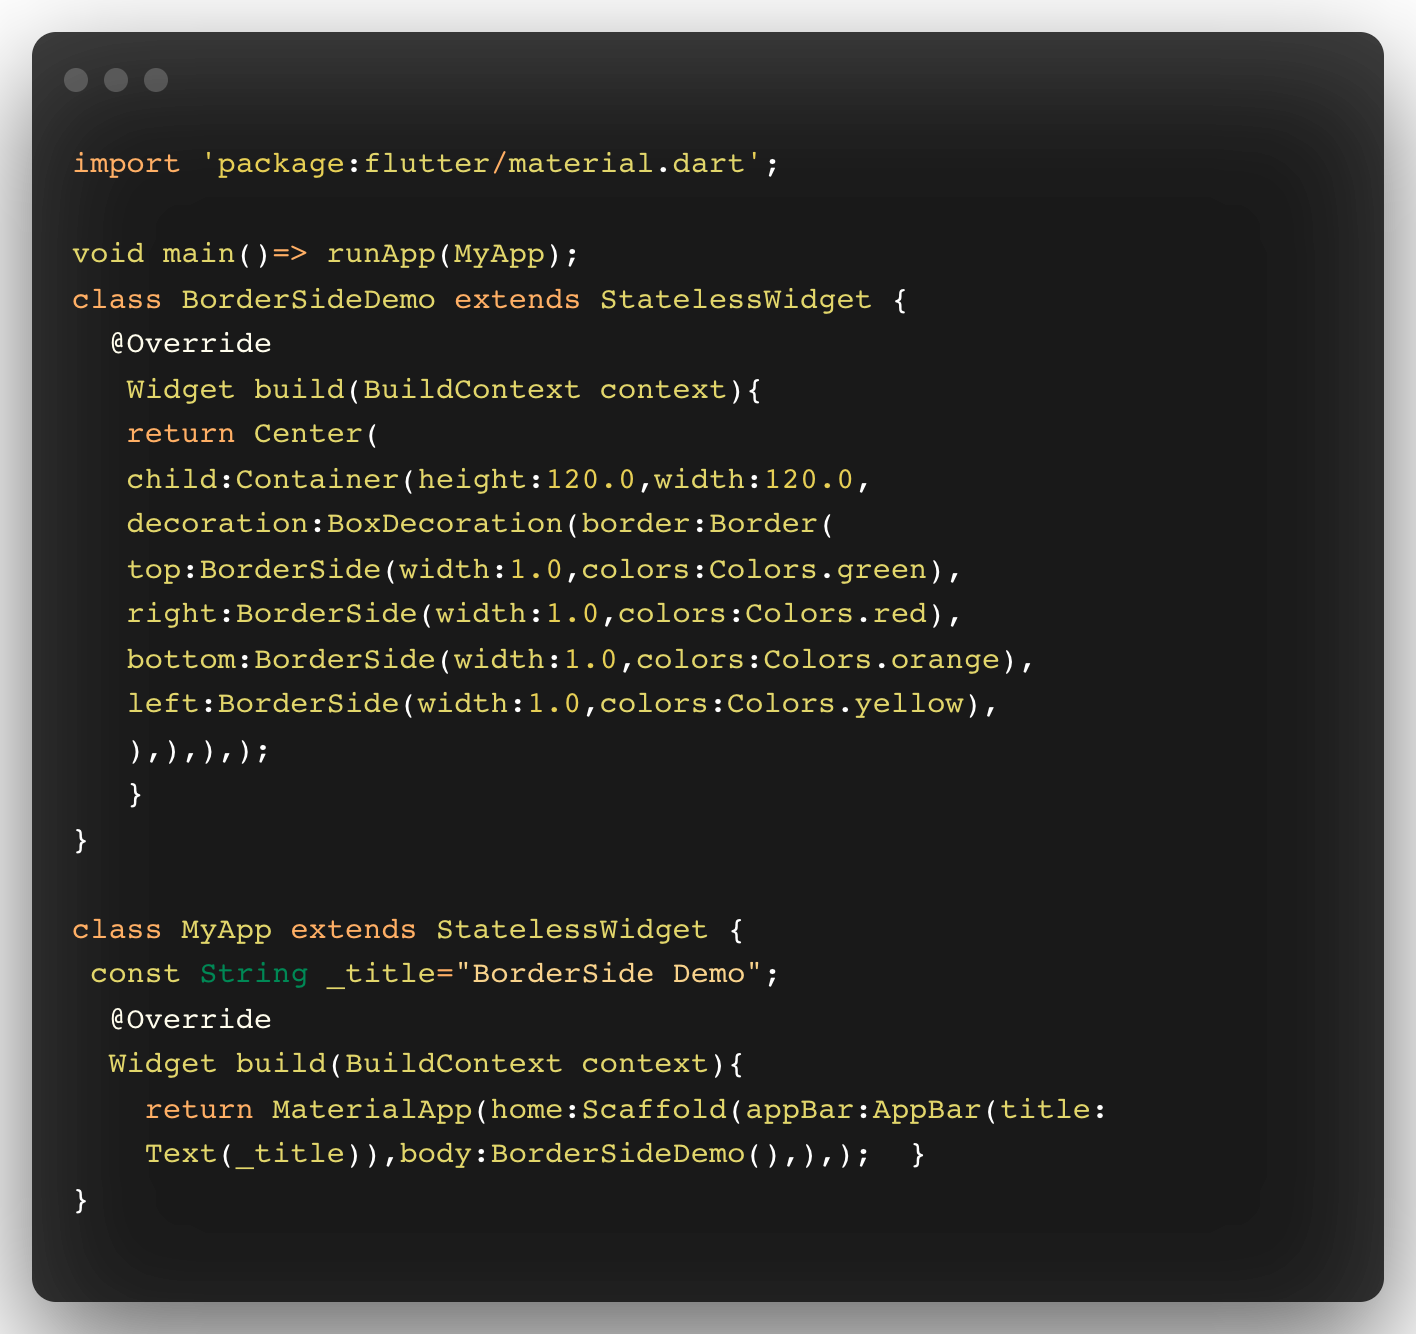 import 'package:flutter/material.dart';
void main()=> runApp(MyApp);
class BorderSideDemo extends StatelessWidget {
@Override
Widget build(BuildContext context){
return Center(
child:Container(height:120.0,width:120.0,
decoration:BoxDecoration(border:Border(
top:BorderSide(width:1.0,colors:Colors.green),
right:BorderSide(width:1.0,colors:Colors.red),
bottom:BorderSide(width:1.0,colors:Colors.orange),
left:BorderSide(width:1.0,colors:Colors.yellow),
),),),);
}
}
class MyApp extends StatelessWidget {
const String _title="BorderSide Demo";
@Override
Widget build(BuildContext context){
return MaterialApp(home:Scaffold(appBar:AppBar(title:
Text(_title)),body:BorderSideDemo(),),); }
}